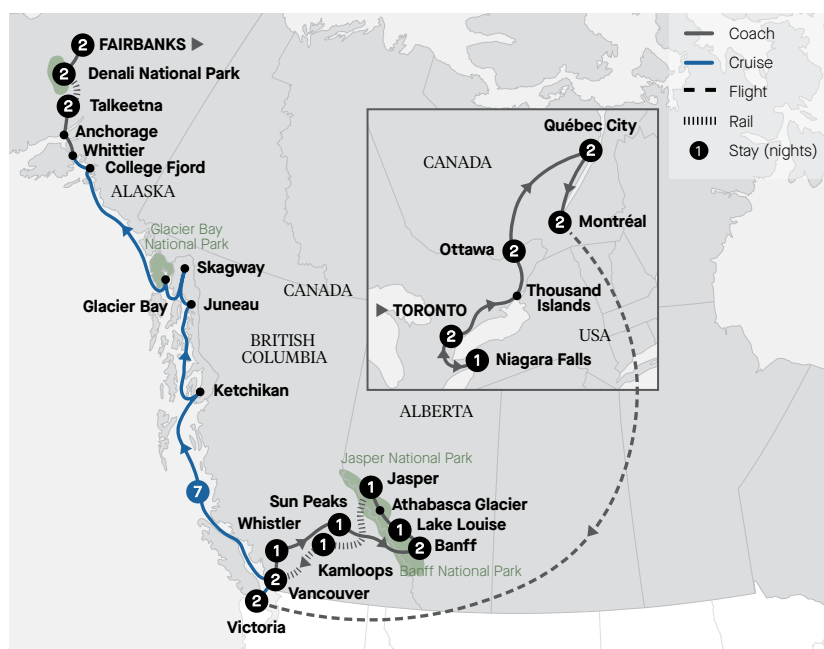 2 FAIRBANKS
2 Denali National Park
2 Talkeetna
Anchorage
Whittier
College Fjord
ALASKA
Glacier Bay
National Park
Skagway
Glacier Bay
Juneau
CANADA
BRITISH
COLUMBIA
Ketchikan
ALBERTA
7
Jasper National Park
1 Jasper
Athabasca Glacier
Sun Peaks
1
1 Lake Louise
Whistler
1
1
Kamloops
2 Banff
Banff National Park
2
Vancouver
2
Victoria
Québec City
2
CANADA
2 Montréal
Ottawa 2
Thousand
Islands
TORONTO
2
USA
1 Niagara Falls
Coach
Cruise
Flight
Rail
1 Stay (nights)